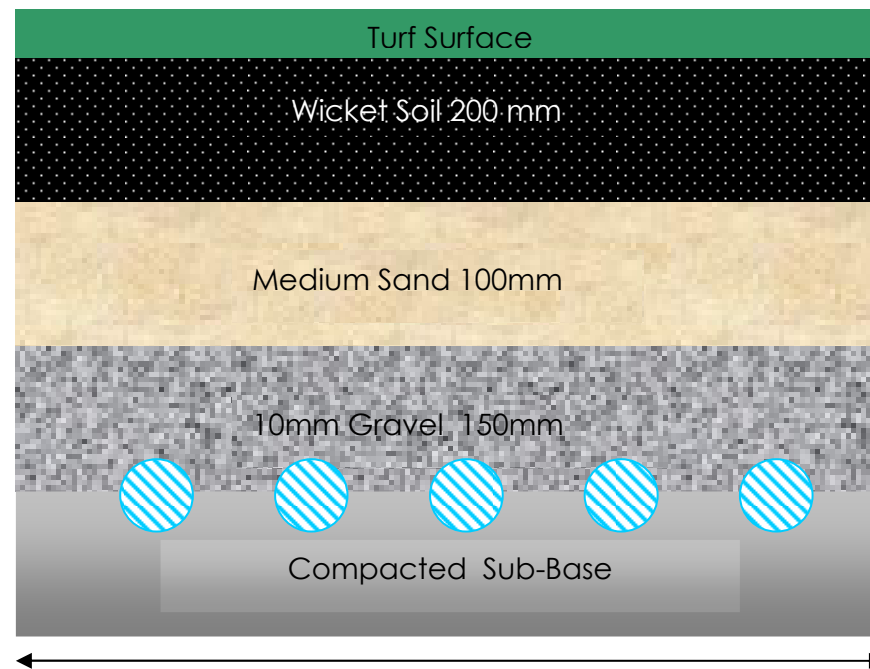 Turf Surface
Wicket Soil 200 mm
Medium Sand 100mm
10mm Gravel 150mm
Compacted Sub-Base